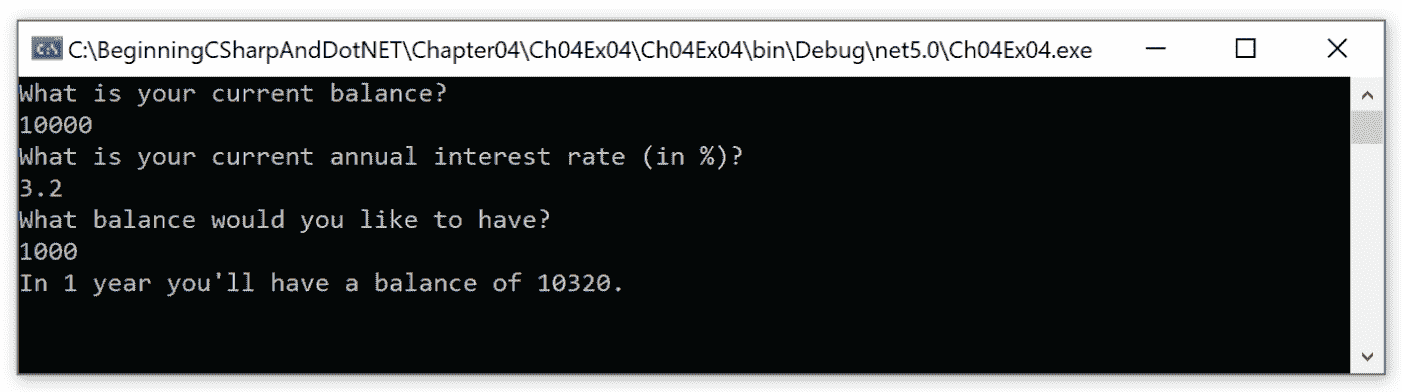 C:\BeginningCSharpAndDotNET\Chapter04\Ch04Ex04\Ch04Ex04\bin\Debug\net5.0\Ch04Ex04.exe
What is your current balance?
10000
What is your current annual interest rate (in %)?
3.2
What balance would you like to have?
1000
In 1 year you'll have a balance of 10320.